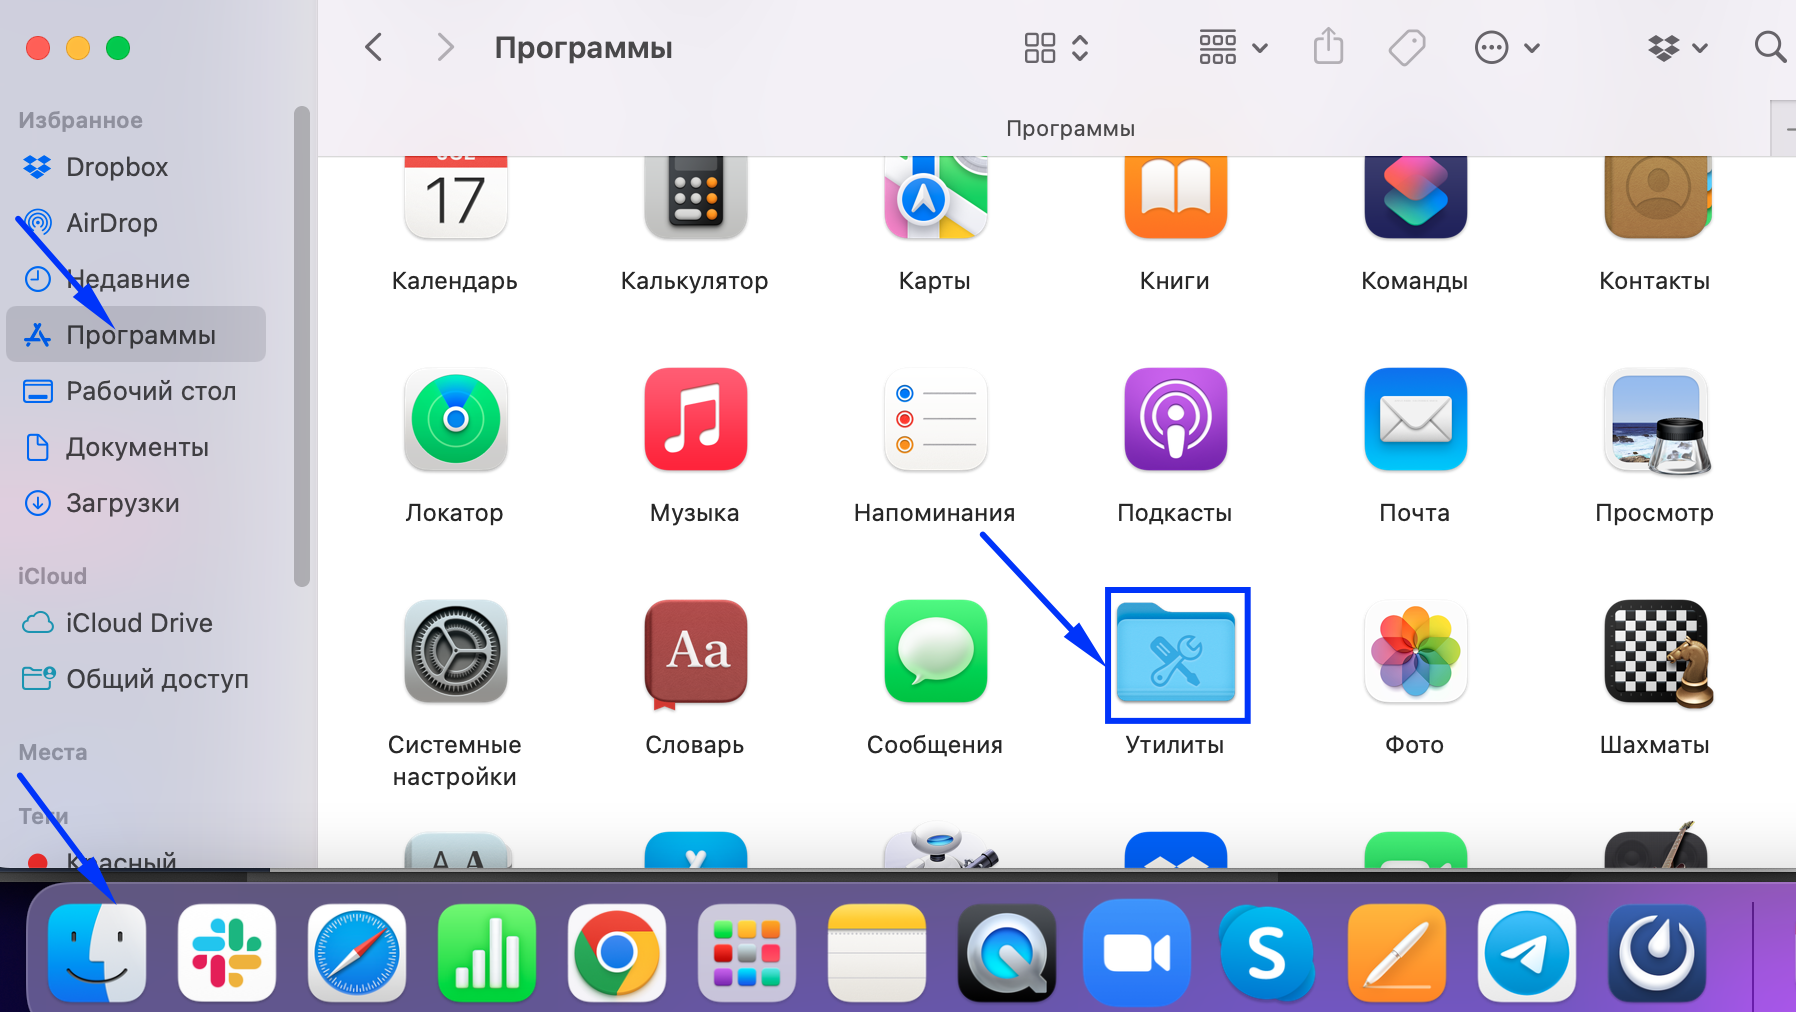 Программы
Программы
Избранное
Dropbox
AirDrop
Недавние
Программы
Рабочий стол
Документы
Загрузки
iCloud
iCloud Drive
Общий доступ
Места
Теги
Красный
17
Календарь
Калькулятор
Карты
Книги
Команды
Контакты
Локатор
Музыка
Напоминания
Подкасты
Почта
Просмотр
Aa
Системные
настройки
Словарь
Сообщения
Утилиты
Фото
Шахматы
A A
S